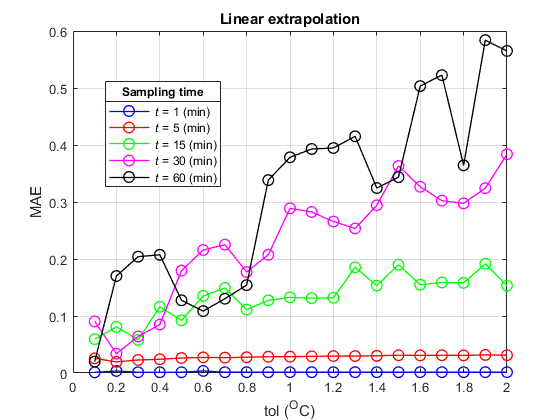 Linear extrapolation
MAE
0.6
0.5
0.4
0.3
0.2
0.1
0
Sampling time
t = 1 (min)
t = 5 (min)
t = 15 (min)
t = 30 (min)
t = 60 (min)
0 0.2 0.4 0.6 0.8 1 1.2 1.4 1.6 1.8 2
tol (°C)